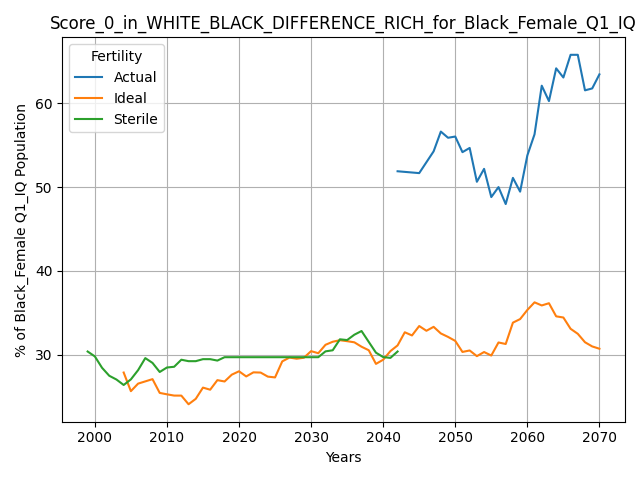 Score_0_in_WHITE_BLACK_DIFFERENCE_RICH_for_Black_Female_Q1_IQ
Fertility
Actual
Ideal
Sterile
% of Black_Female Q1_IQ Population
60
50
40
30
2000 2010 2020 2030 2040 2050 2060 2070
Years